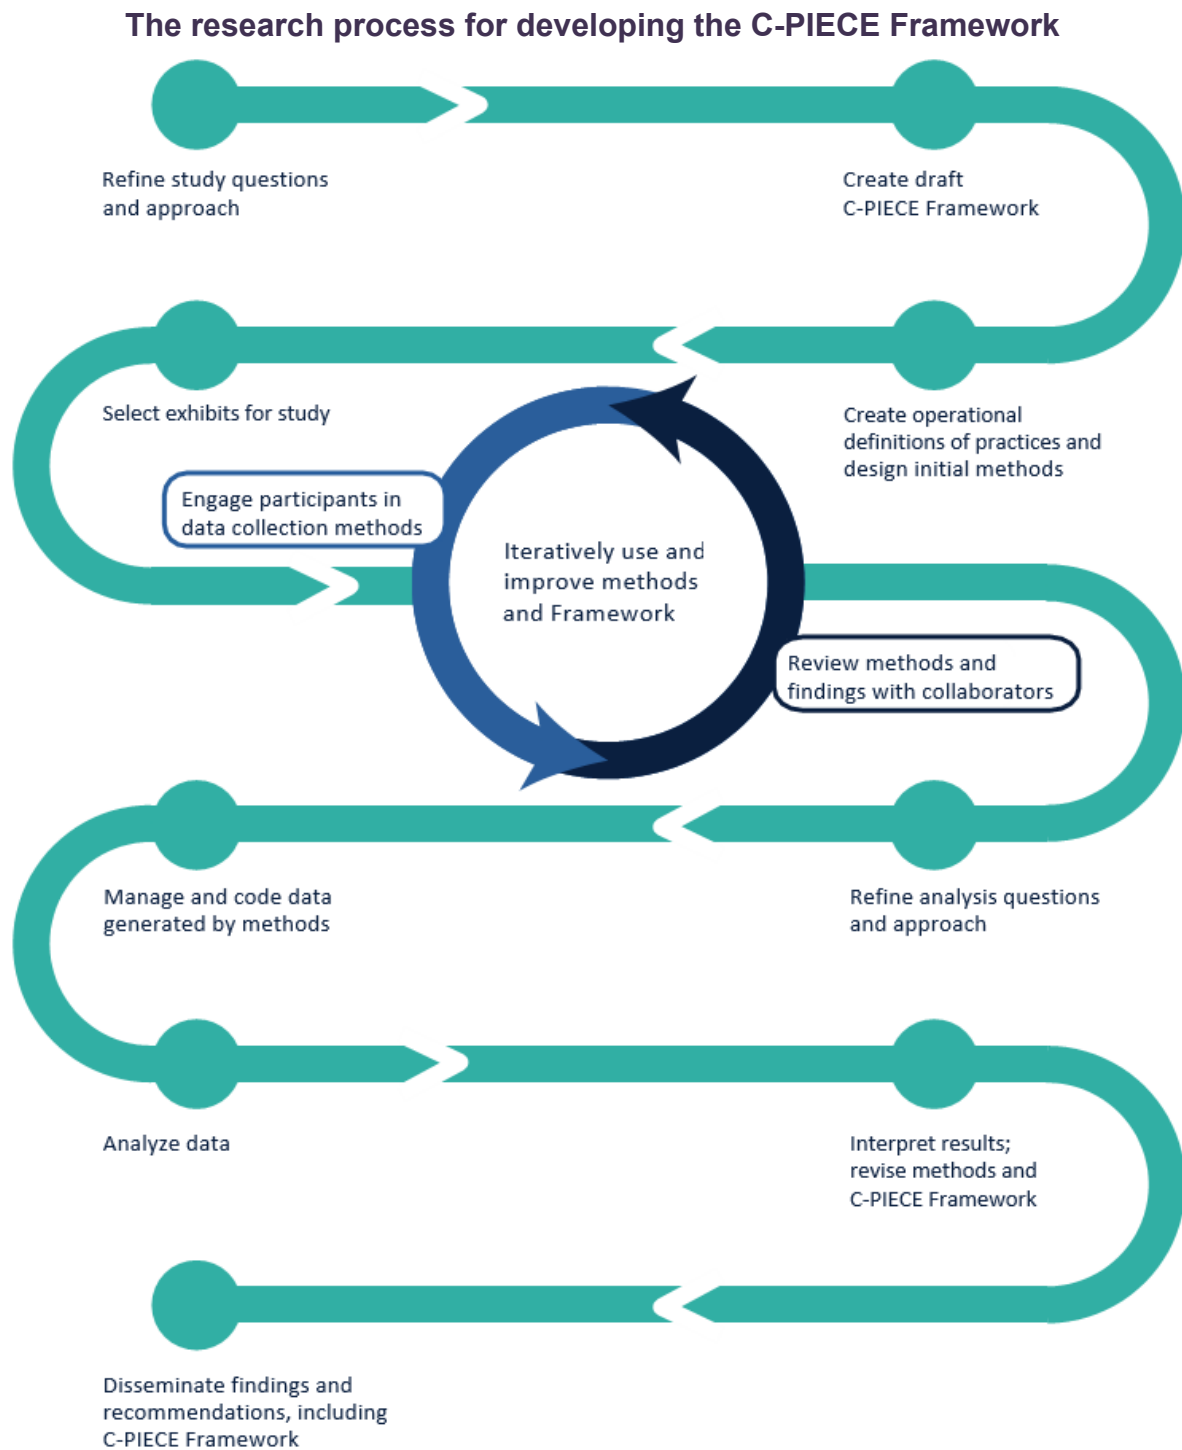 The research process for developing the C-PIECE Framework
Refine study questions
and approach
Create draft
C-PIECE Framework
Create operational
definitions of practices and
design initial methods
Select exhibits for study
Engage participants in
data collection methods
Iteratively use and
improve methods
and Framework
Review methods and
findings with collaborators
Refine analysis questions
and approach
Manage and code data
generated by methods
Analyze data
Interpret results;
revise methods and
C-PIECE Framework
Disseminate findings and
recommendations, including
C-PIECE Framework